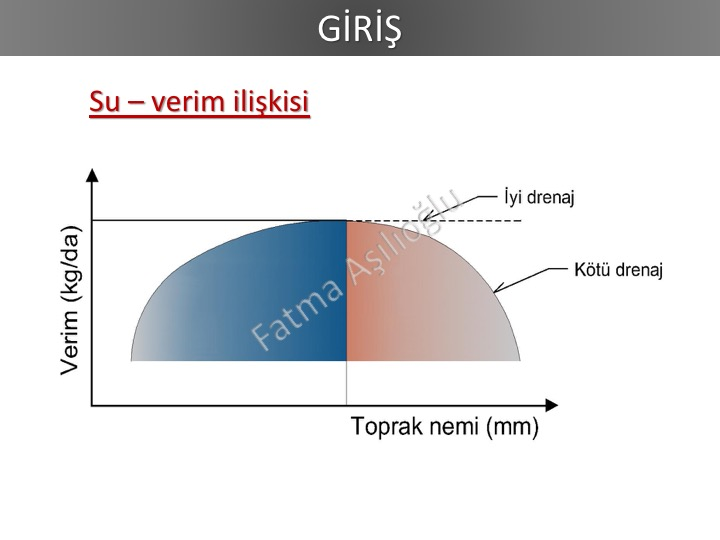 GİRİŞ
Su – verim ilişkisi
İyi drenaj
Kötü drenaj
Verim (kg/da)
Fatma Aşılıoğlu
Toprak nemi (mm)